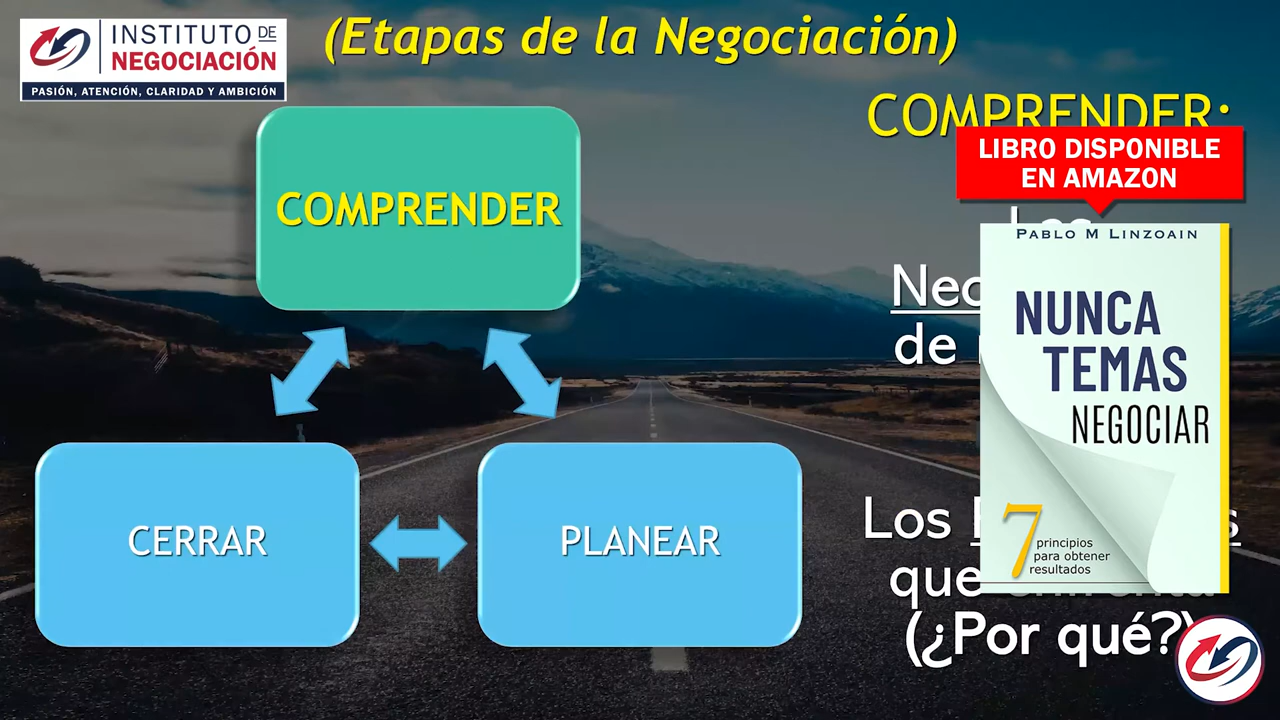 INSTITUTO DE
NEGOCIACIÓN
PASIÓN, ATENCIÓN, CLARIDAD Y AMBICIÓN
(Etapas de la Negociación)
COMPRENDER
CERRAR
PLANEAR
COMPRENDER:
de
Los
que
(¿Por qué?)
LIBRO DISPONIBLE
EN AMAZON
PABLO M LINZOAIN
NUNCA
TEMAS
NEGOCIAR
7
principios
para obtener
resultados